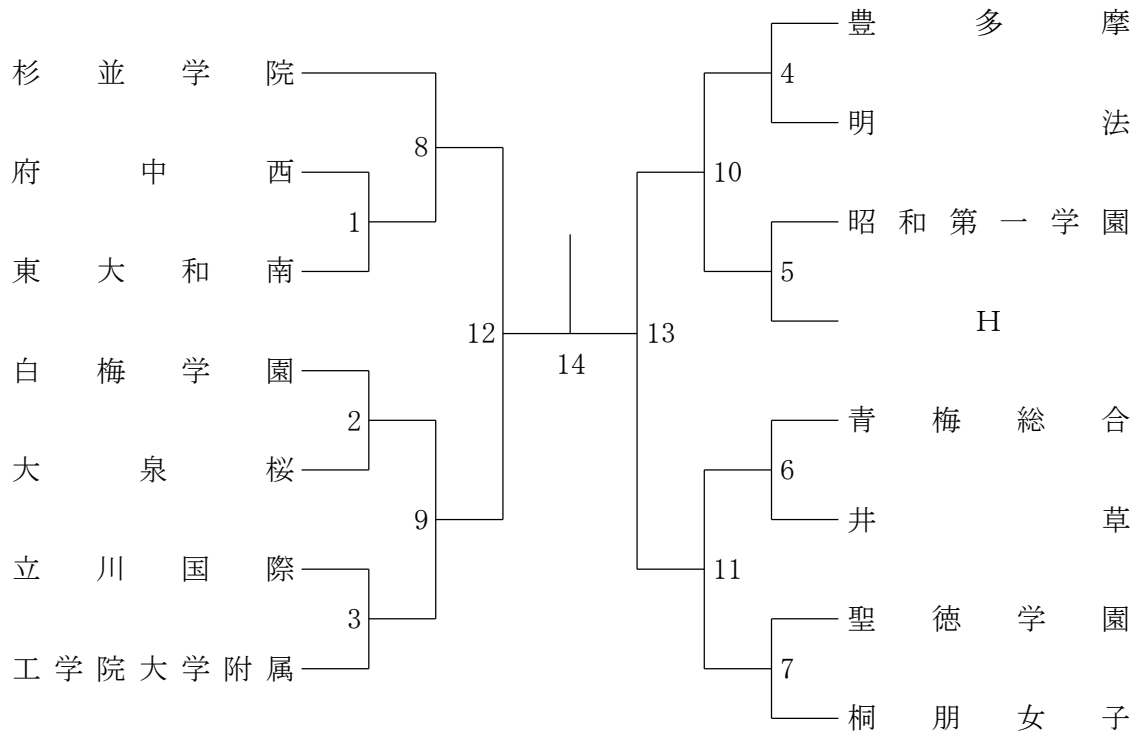 杉並学院
府中西
東大和南
白梅学園
大泉桜
立川国際
工学院大学附属
8
1
2
9
3
12
14
13
豊多摩
4
明法
10
昭和第一学園
5
H
青梅総合
6
井草
11
聖徳学園
7
桐朋女子